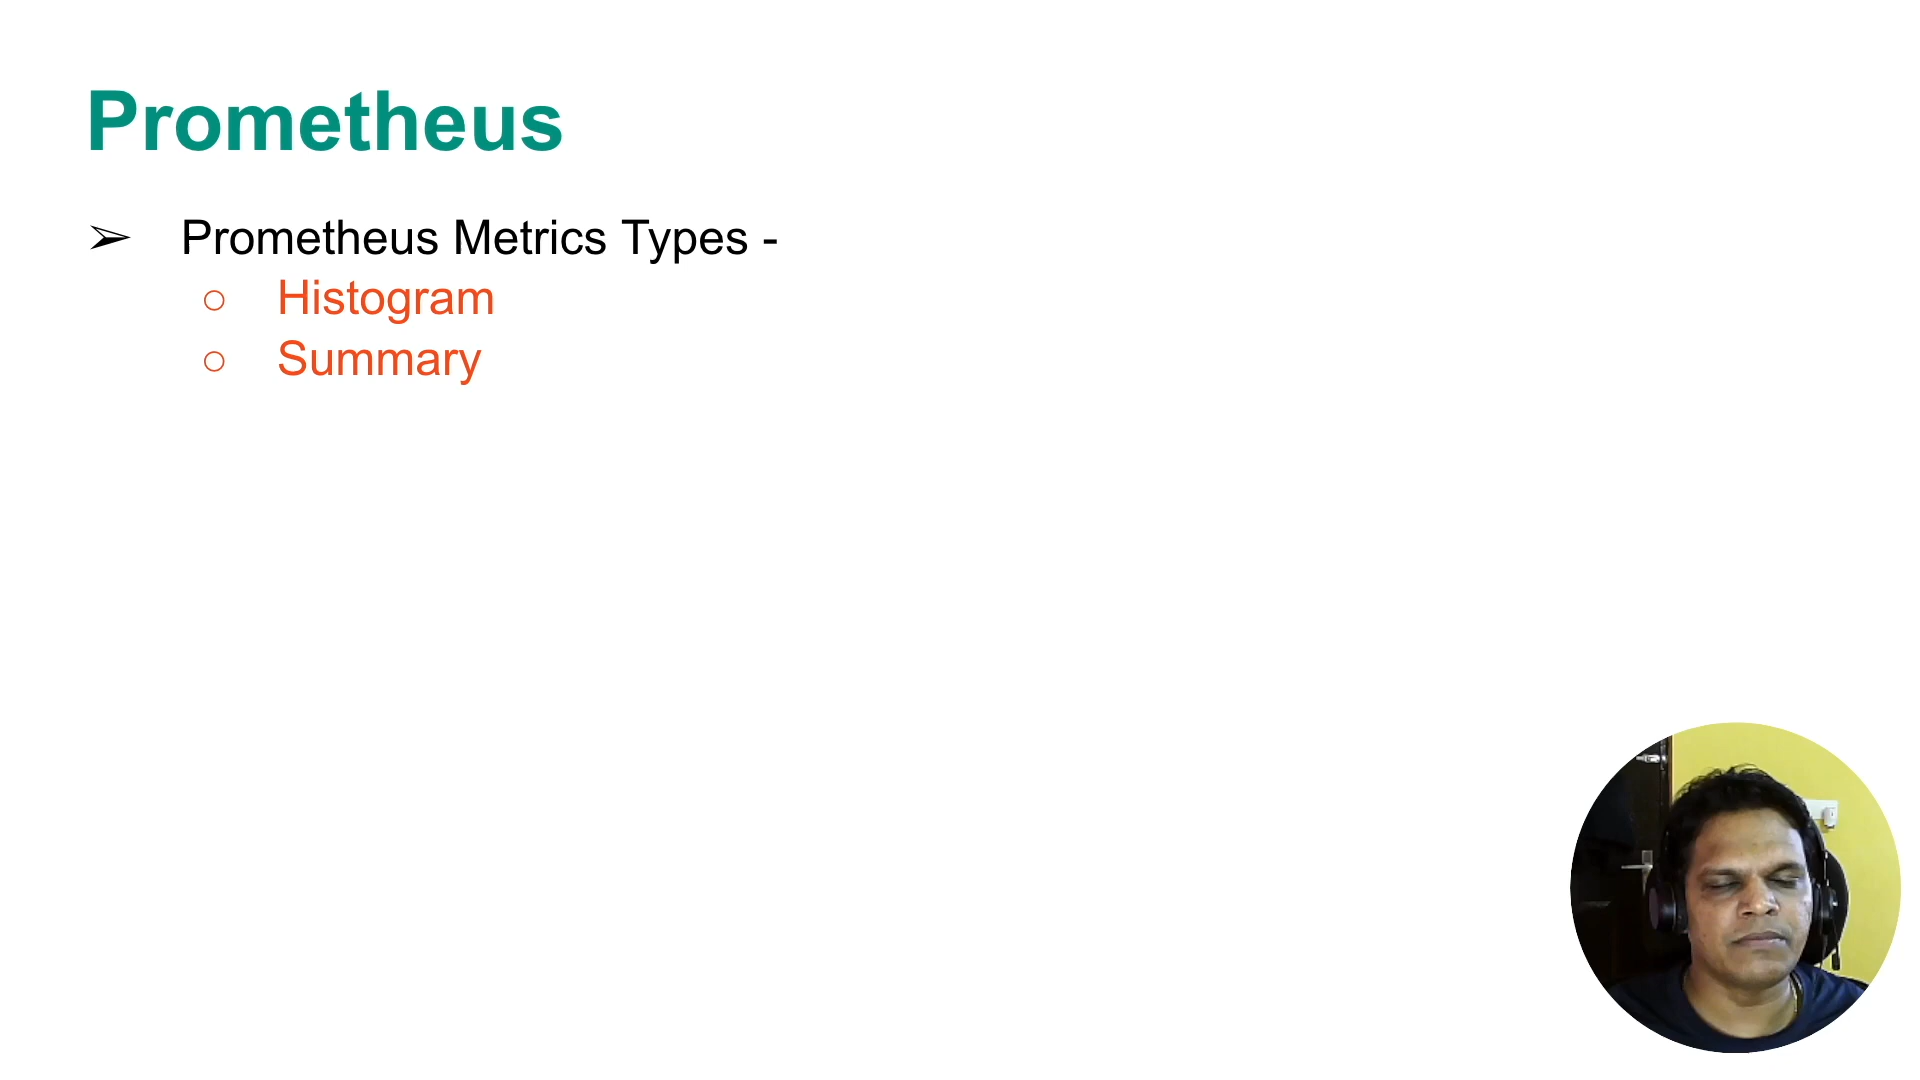 Prometheus
➢ Prometheus Metrics Types -
○ Histogram
○ Summary